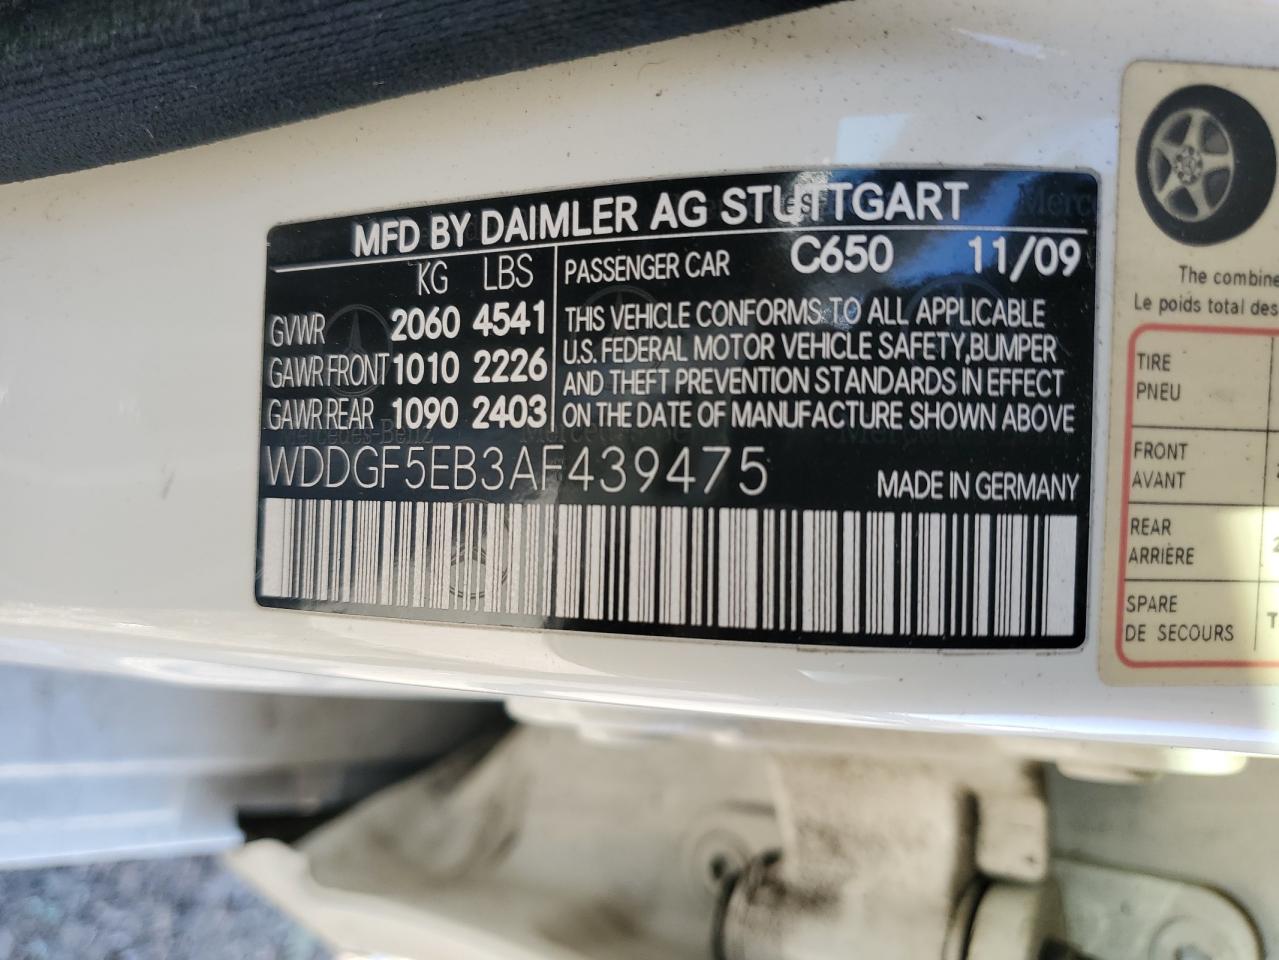 MFD BY DAIMLER AG STUTTGART
KG LBS
PASSENGER CAR C650 11/09
GVWR 2060 4541
GAWR FRONT 1010 2226
GAWR REAR 1090 2403
THIS VEHICLE CONFORMS TO ALL APPLICABLE
U.S. FEDERAL MOTOR VEHICLE SAFETY, BUMPER
AND THEFT PREVENTION STANDARDS IN EFFECT
ON THE DATE OF MANUFACTURE SHOWN ABOVE
Mercedes-Benz
WDDGF5EB3AF439475
MADE IN GERMANY
The combine
Le poids total des
TIRE
PNEU
FRONT
AVANT
REAR
ARRIÈRE
SPARE
DE SECOURS